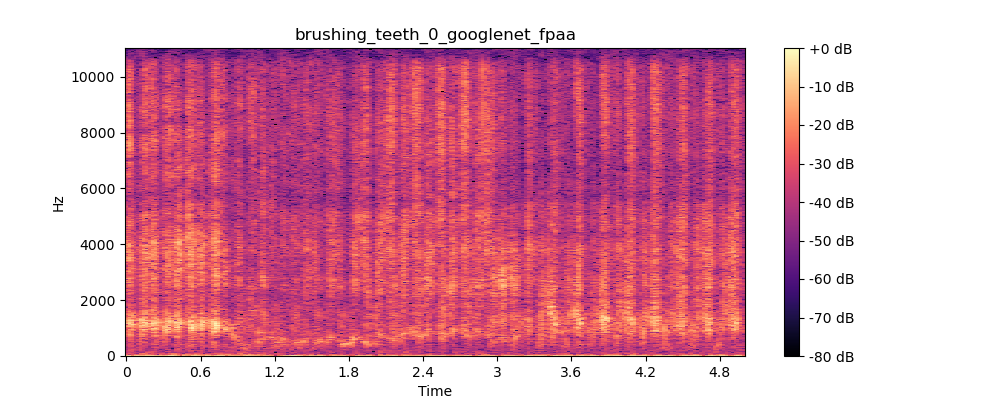 brushing_teeth_0_googlenet_fpaa
Hz
10000
8000
6000
4000
2000
0
0 0.6 1.2 1.8 2.4 3 3.6 4.2 4.8
Time
+0 dB
-10 dB
-20 dB
-30 dB
-40 dB
-50 dB
-60 dB
-70 dB
-80 dB